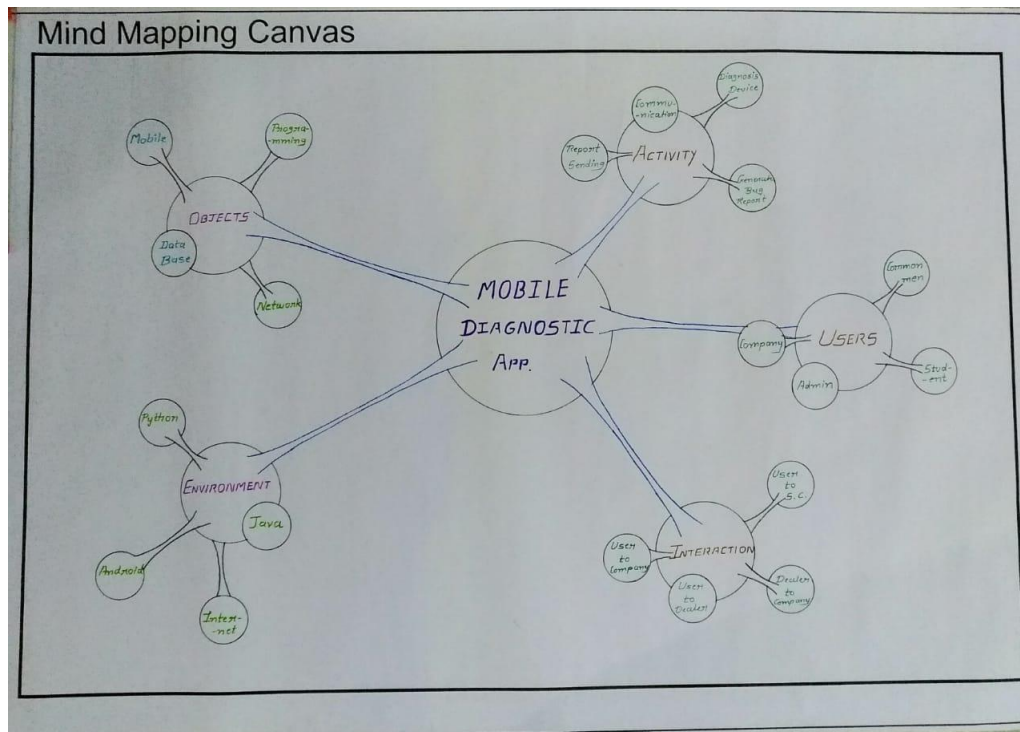 Mind Mapping Canvas
Mobile
Progra-
-mming
OBJECTS
Data
Base
Network
Commu-
-nication
Diagnosis
Device
Report
Sending
ACTIVITY
Generate
Bug
Report
MOBILE
DIAGNOSTIC
APP.
Common
men
Company
USERS
Admin
Stud-
-ent
Python
ENVIRONMENT
Java
Android
Inter-
-net
User
to
S.C.
User
to
Company
INTERACTION
User
to
Dealer
Dealer
to
Company